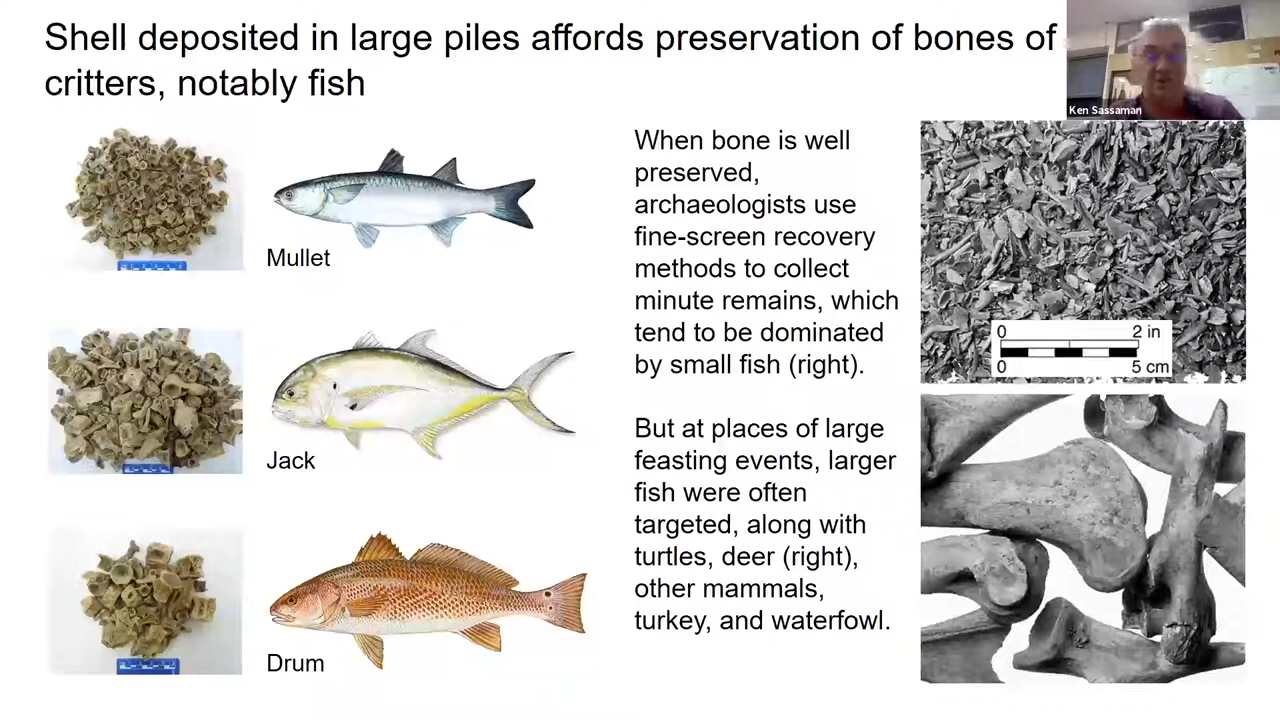 Shell deposited in large piles affords preservation of bones of
critters, notably fish
Ken Sassaman
Mullet
Jack
Drum
When bone is well
preserved,
archaeologists use
fine-screen recovery
methods to collect
minute remains, which
tend to be dominated
by small fish (right).
But at places of large
feasting events, larger
fish were often
targeted, along with
turtles, deer (right),
other mammals,
turkey, and waterfowl.
0 2 in
0 5 cm